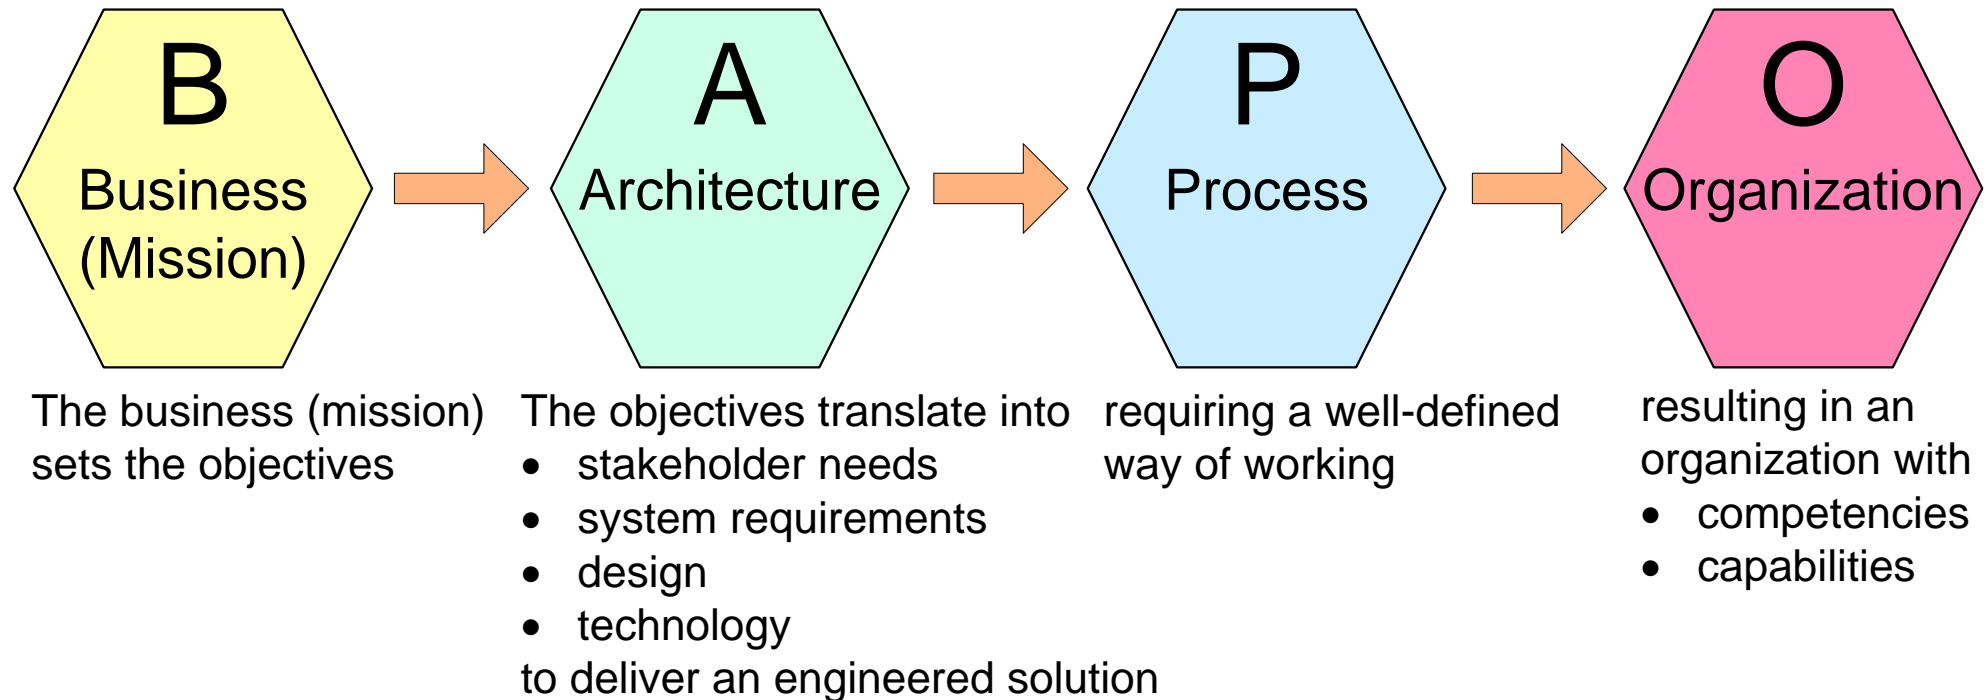 B
Business
(Mission)
A
Architecture
P
Process
O
Organization
The business (mission)
sets the objectives
The objectives translate into
• stakeholder needs
• system requirements
• design
• technology
to deliver an engineered solution
requiring a well-defined
way of working
resulting in an
organization with
• competencies
• capabilities